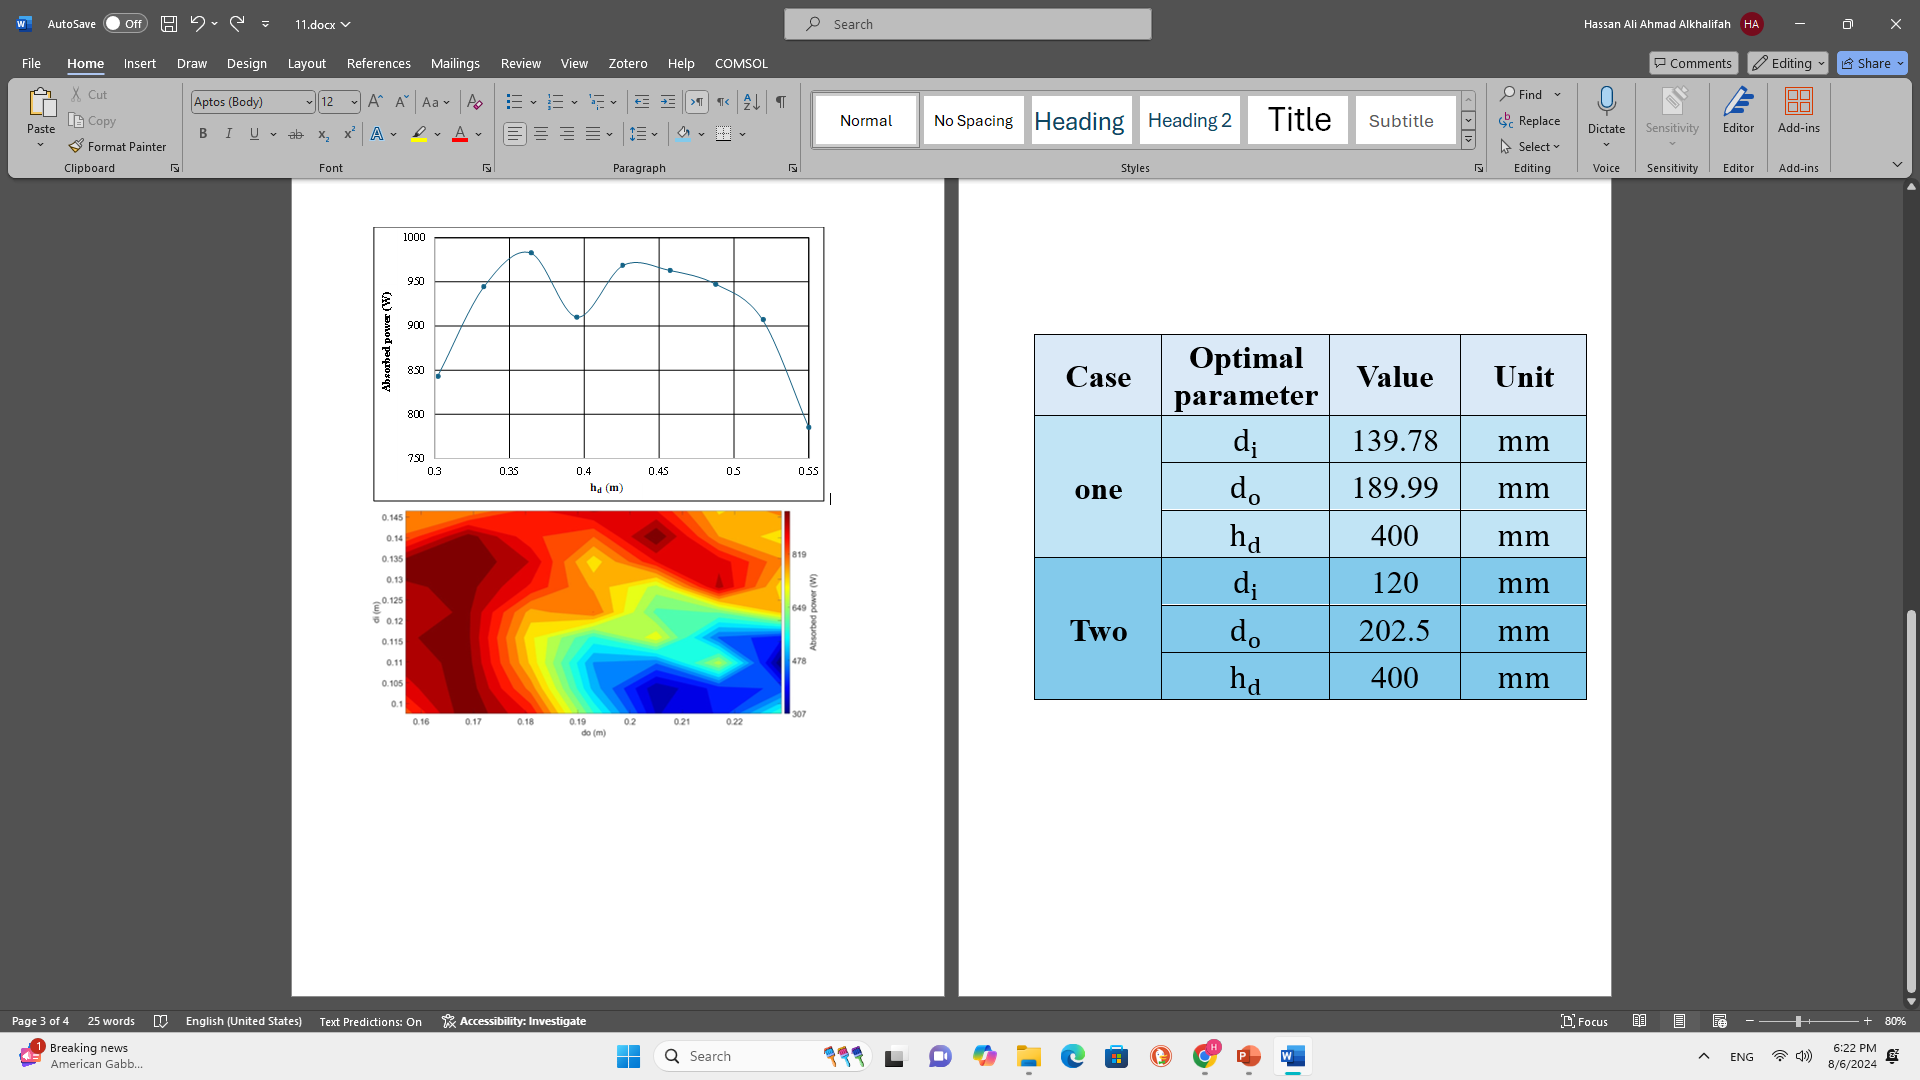 AutoSave Off 11.docx Search Hassan Ali Ahmad Alkhalifah HA
File Home Insert Draw Design Layout References Mailings Review View Zotero Help COMSOL Comments Editing Share
Paste Cut Copy Format Painter Clipboard
Aptos (Body) 12 Aa
B I U ab x₂ x² A A
Font
Paragraph
Normal No Spacing Heading Heading 2 Title Subtitle
Styles
Find Replace Select Editing
Dictate Voice
Sensitivity Sensitivity
Editor Editor
Add-ins Add-ins
1000
950
900
850
800
750
Absorbed power (W)
0.3 0.35 0.4 0.45 0.5 0.55
h_d (m)
0.145
0.14
0.135
0.13
0.125
0.12
0.115
0.11
0.105
0.1
di (m)
0.16 0.17 0.18 0.19 0.2 0.21 0.22
do (m)
819
649
478
307
Absorbed power (W)
Case Optimal parameter Value Unit
one dᵢ 139.78 mm
dₒ 189.99 mm
h_d 400 mm
Two dᵢ 120 mm
dₒ 202.5 mm
h_d 400 mm
Page 3 of 4 25 words English (United States) Text Predictions: On Accessibility: Investigate Focus 80%
1 Breaking news
American Gabb...
Search
H
ENG
6:22 PM
8/6/2024